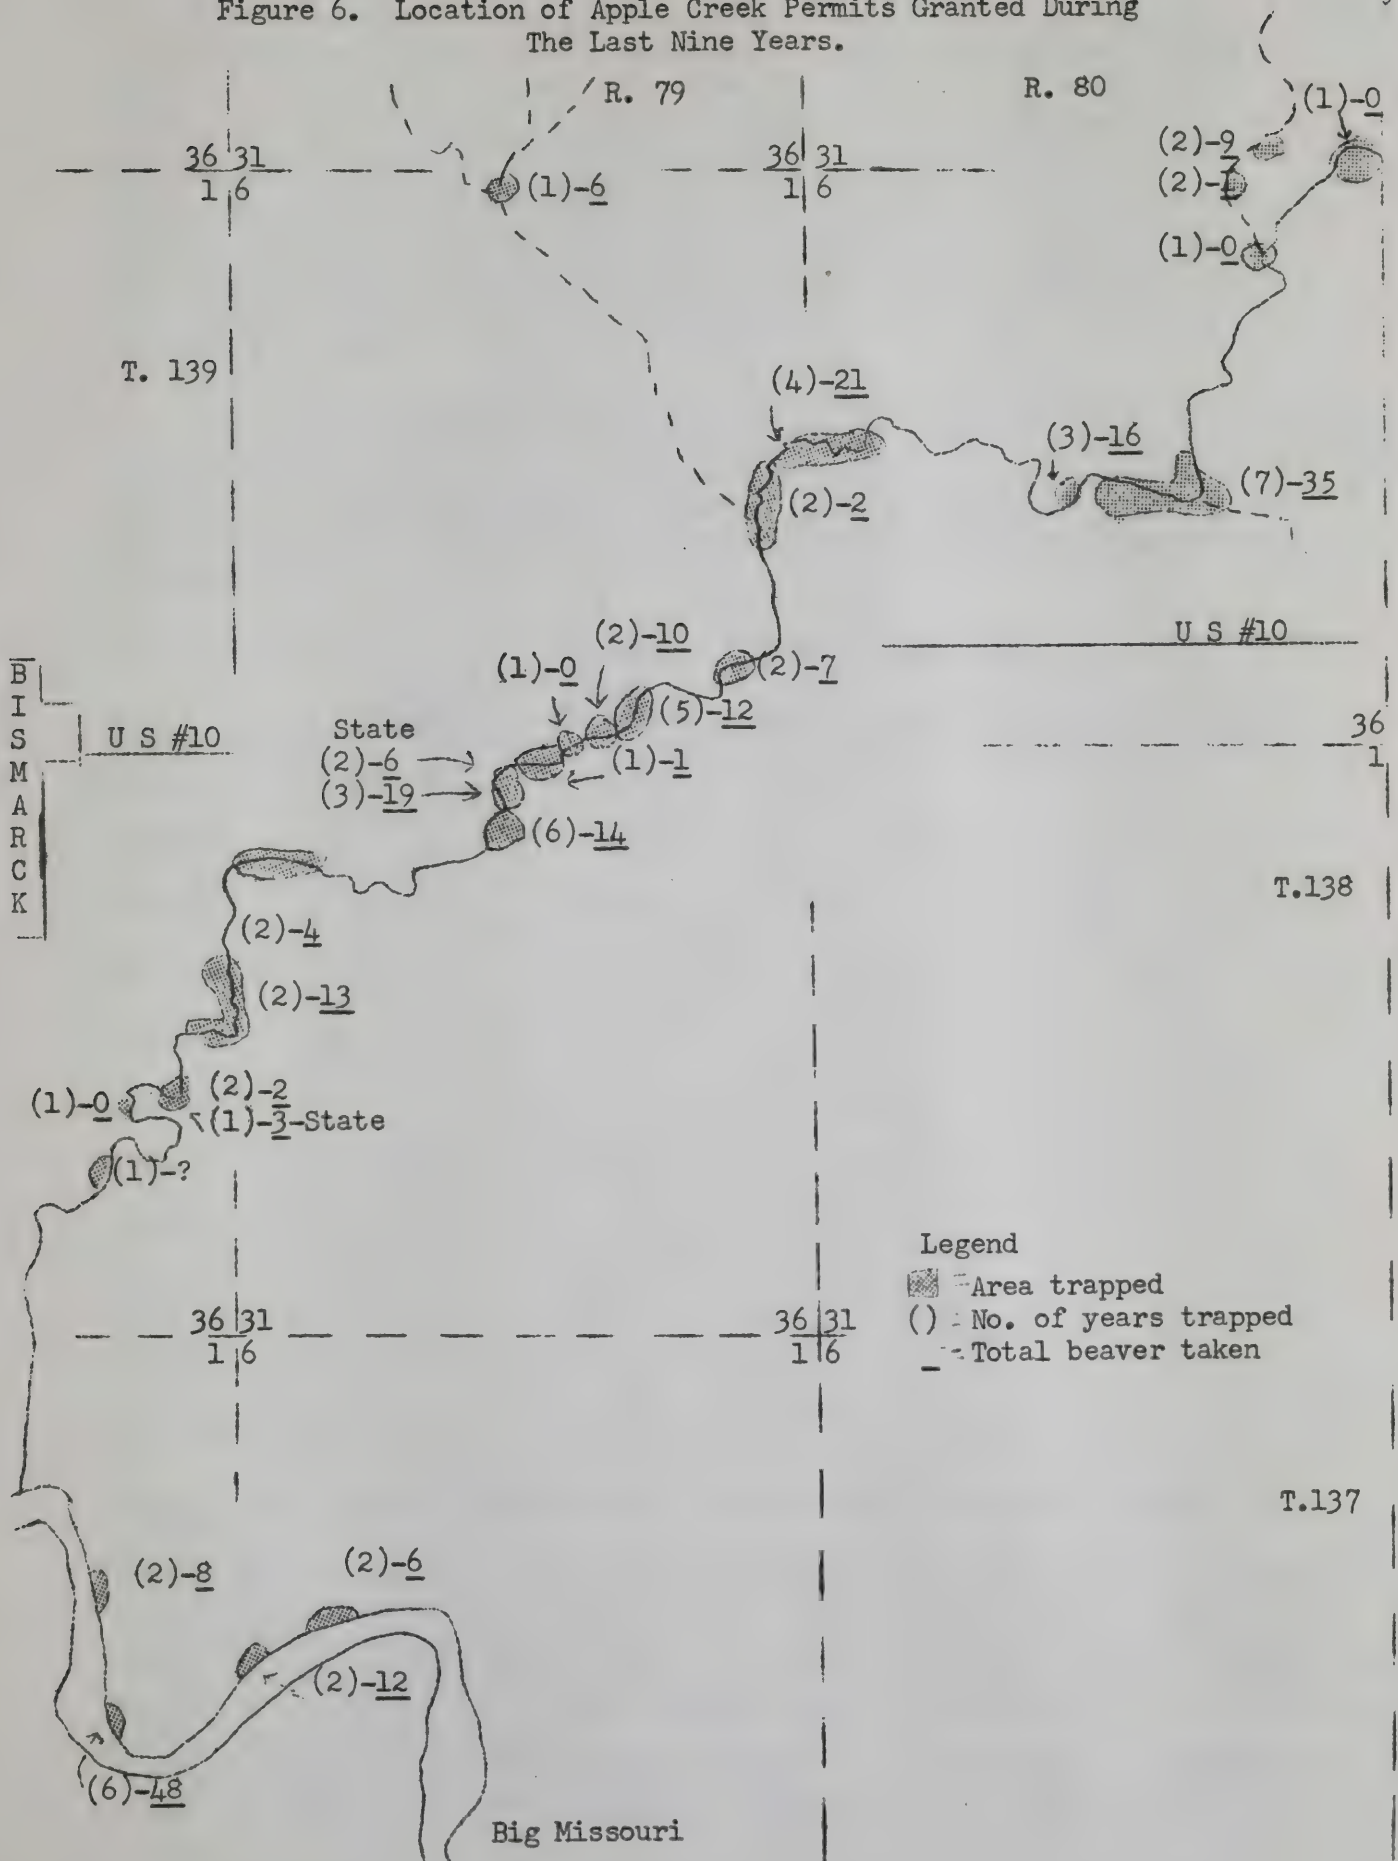 Figure 6. Location of Apple Creek Permits Granted During
The Last Nine Years.
R. 79
R. 80
(1)-0
36 31
1 6
(1)-6
36 31
1 6
(2)-9
(2)-1
(1)-0
T. 139
(4)-21
(3)-16
(7)-35
(2)-2
U S #10
(2)-10
(1)-0
(2)-7
(5)-12
BISMARCK
U S #10
State
(2)-6
(3)-19
(1)-1
36
1
(6)-14
T.138
(2)-4
(2)-13
(1)-0
(2)-2
(1)-3-State
(1)-?
Legend
-Area trapped
() - No. of years trapped
_ -Total beaver taken
36 31
1 6
36 31
1 6
T.137
(2)-8
(2)-6
(2)-12
(6)-48
Big Missouri